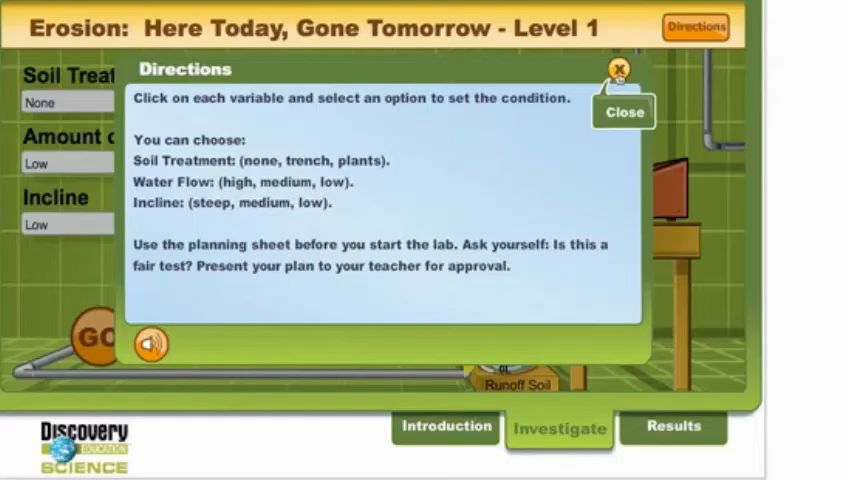 Erosion: Here Today, Gone Tomorrow - Level 1
Directions
Soil Treat
None
Amount o
Low
Incline
Low
Directions
X
Close
Click on each variable and select an option to set the condition.
You can choose:
Soil Treatment: (none, trench, plants).
Water Flow: (high, medium, low).
Incline: (steep, medium, low).
Use the planning sheet before you start the lab. Ask yourself: Is this a
fair test? Present your plan to your teacher for approval.
GO
Runoff Soil
Introduction
Investigate
Results
Discovery
EDUCATION
SCIENCE